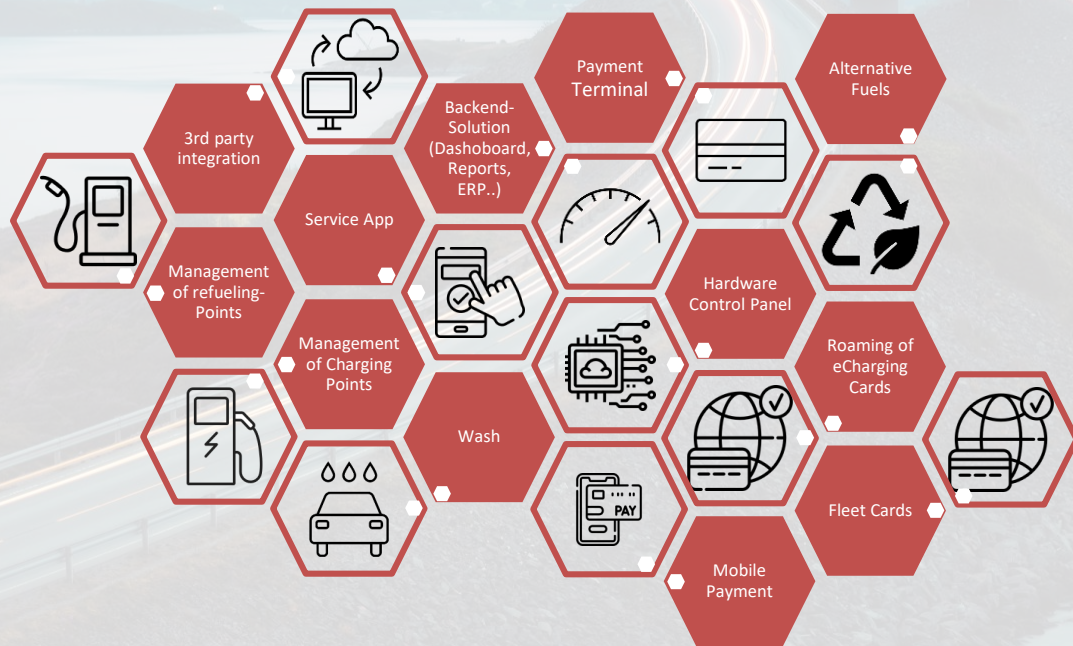 Payment
Terminal
Alternative
Fuels
Backend-
Solution
(Dashoboard,
Reports,
ERP..)
3rd party
integration
Service App
Management
of refueling-
Points
Hardware
Control Panel
Management
of Charging
Points
Roaming of
eCharging
Cards
Wash
PAY
Fleet Cards
Mobile
Payment